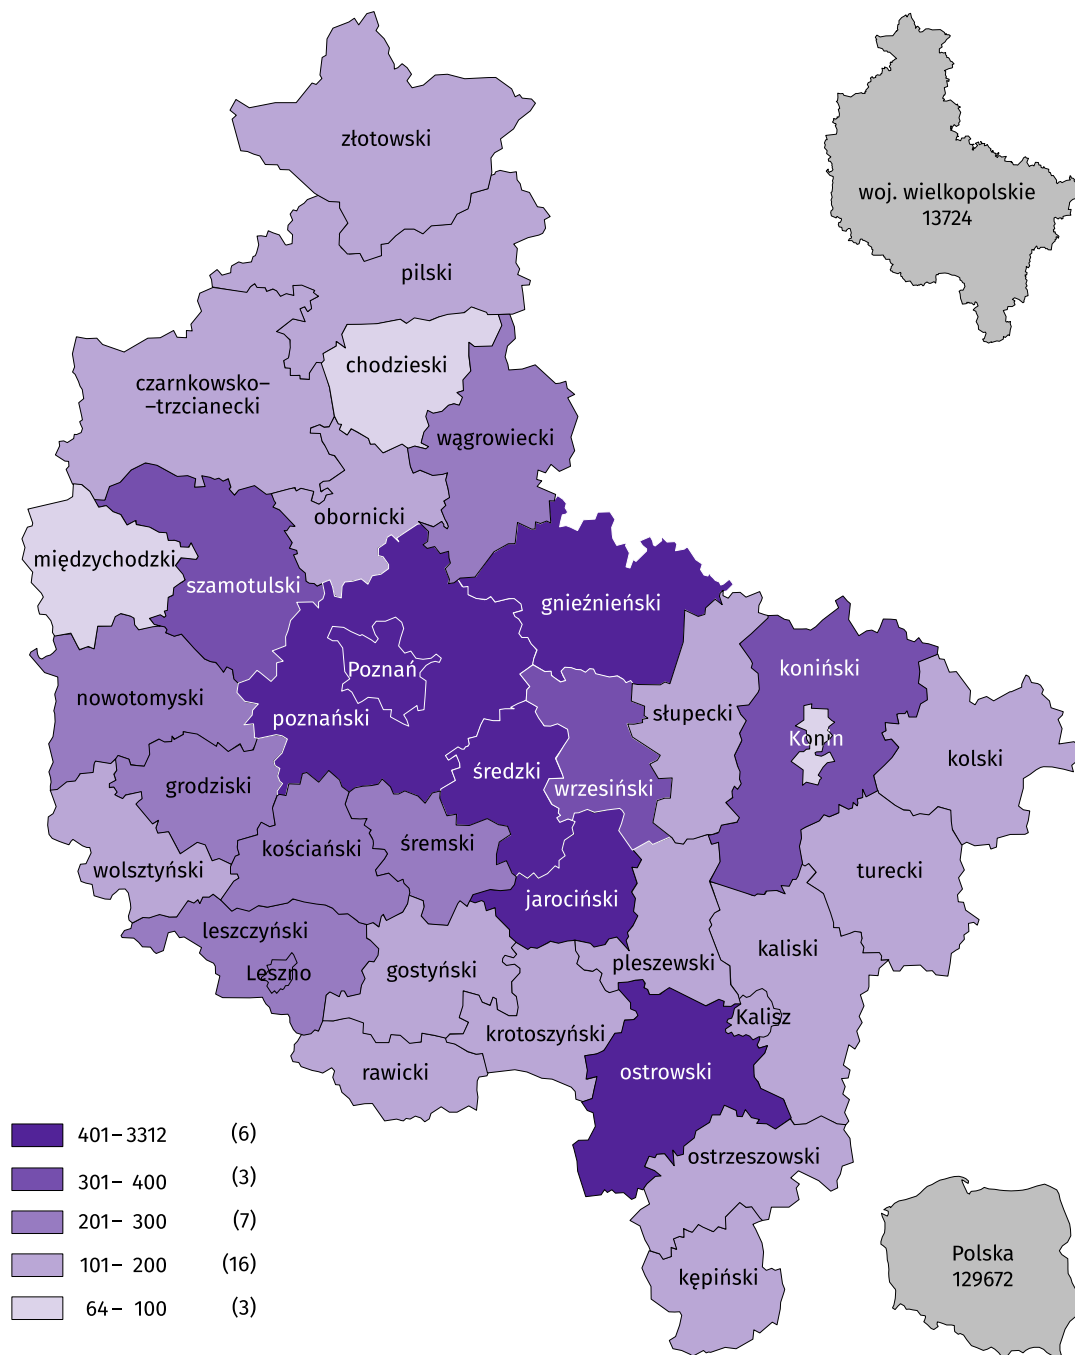 złotowski
woj. wielkopolskie
13724
pilski
chodzieski
czarnkowsko–
–trzcianecki
wągrowiecki
obornicki
międzychodzki
szamotulski
gnieźnieński
Poznań
koniński
nowotomyski
poznański
słupecki
Konin
kolski
średzki
grodziski
wrzesiński
kościański
śremski
wolsztyński
turecki
jarociński
leszczyński
kaliski
Leszno
gostyński
pleszewski
Kalisz
krotoszyński
rawicki
ostrowski
401– 3312 (6)
ostrzeszowski
301– 400 (3)
201– 300 (7)
101– 200 (16)
64– 100 (3)
kępiński
Polska
129672